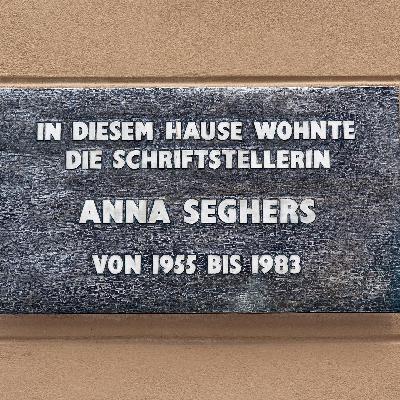 IN DIESEM HAUSE WOHNTE
DIE SCHRIFTSTELLERIN
ANNA SEGHERS
VON 1955 BIS 1983